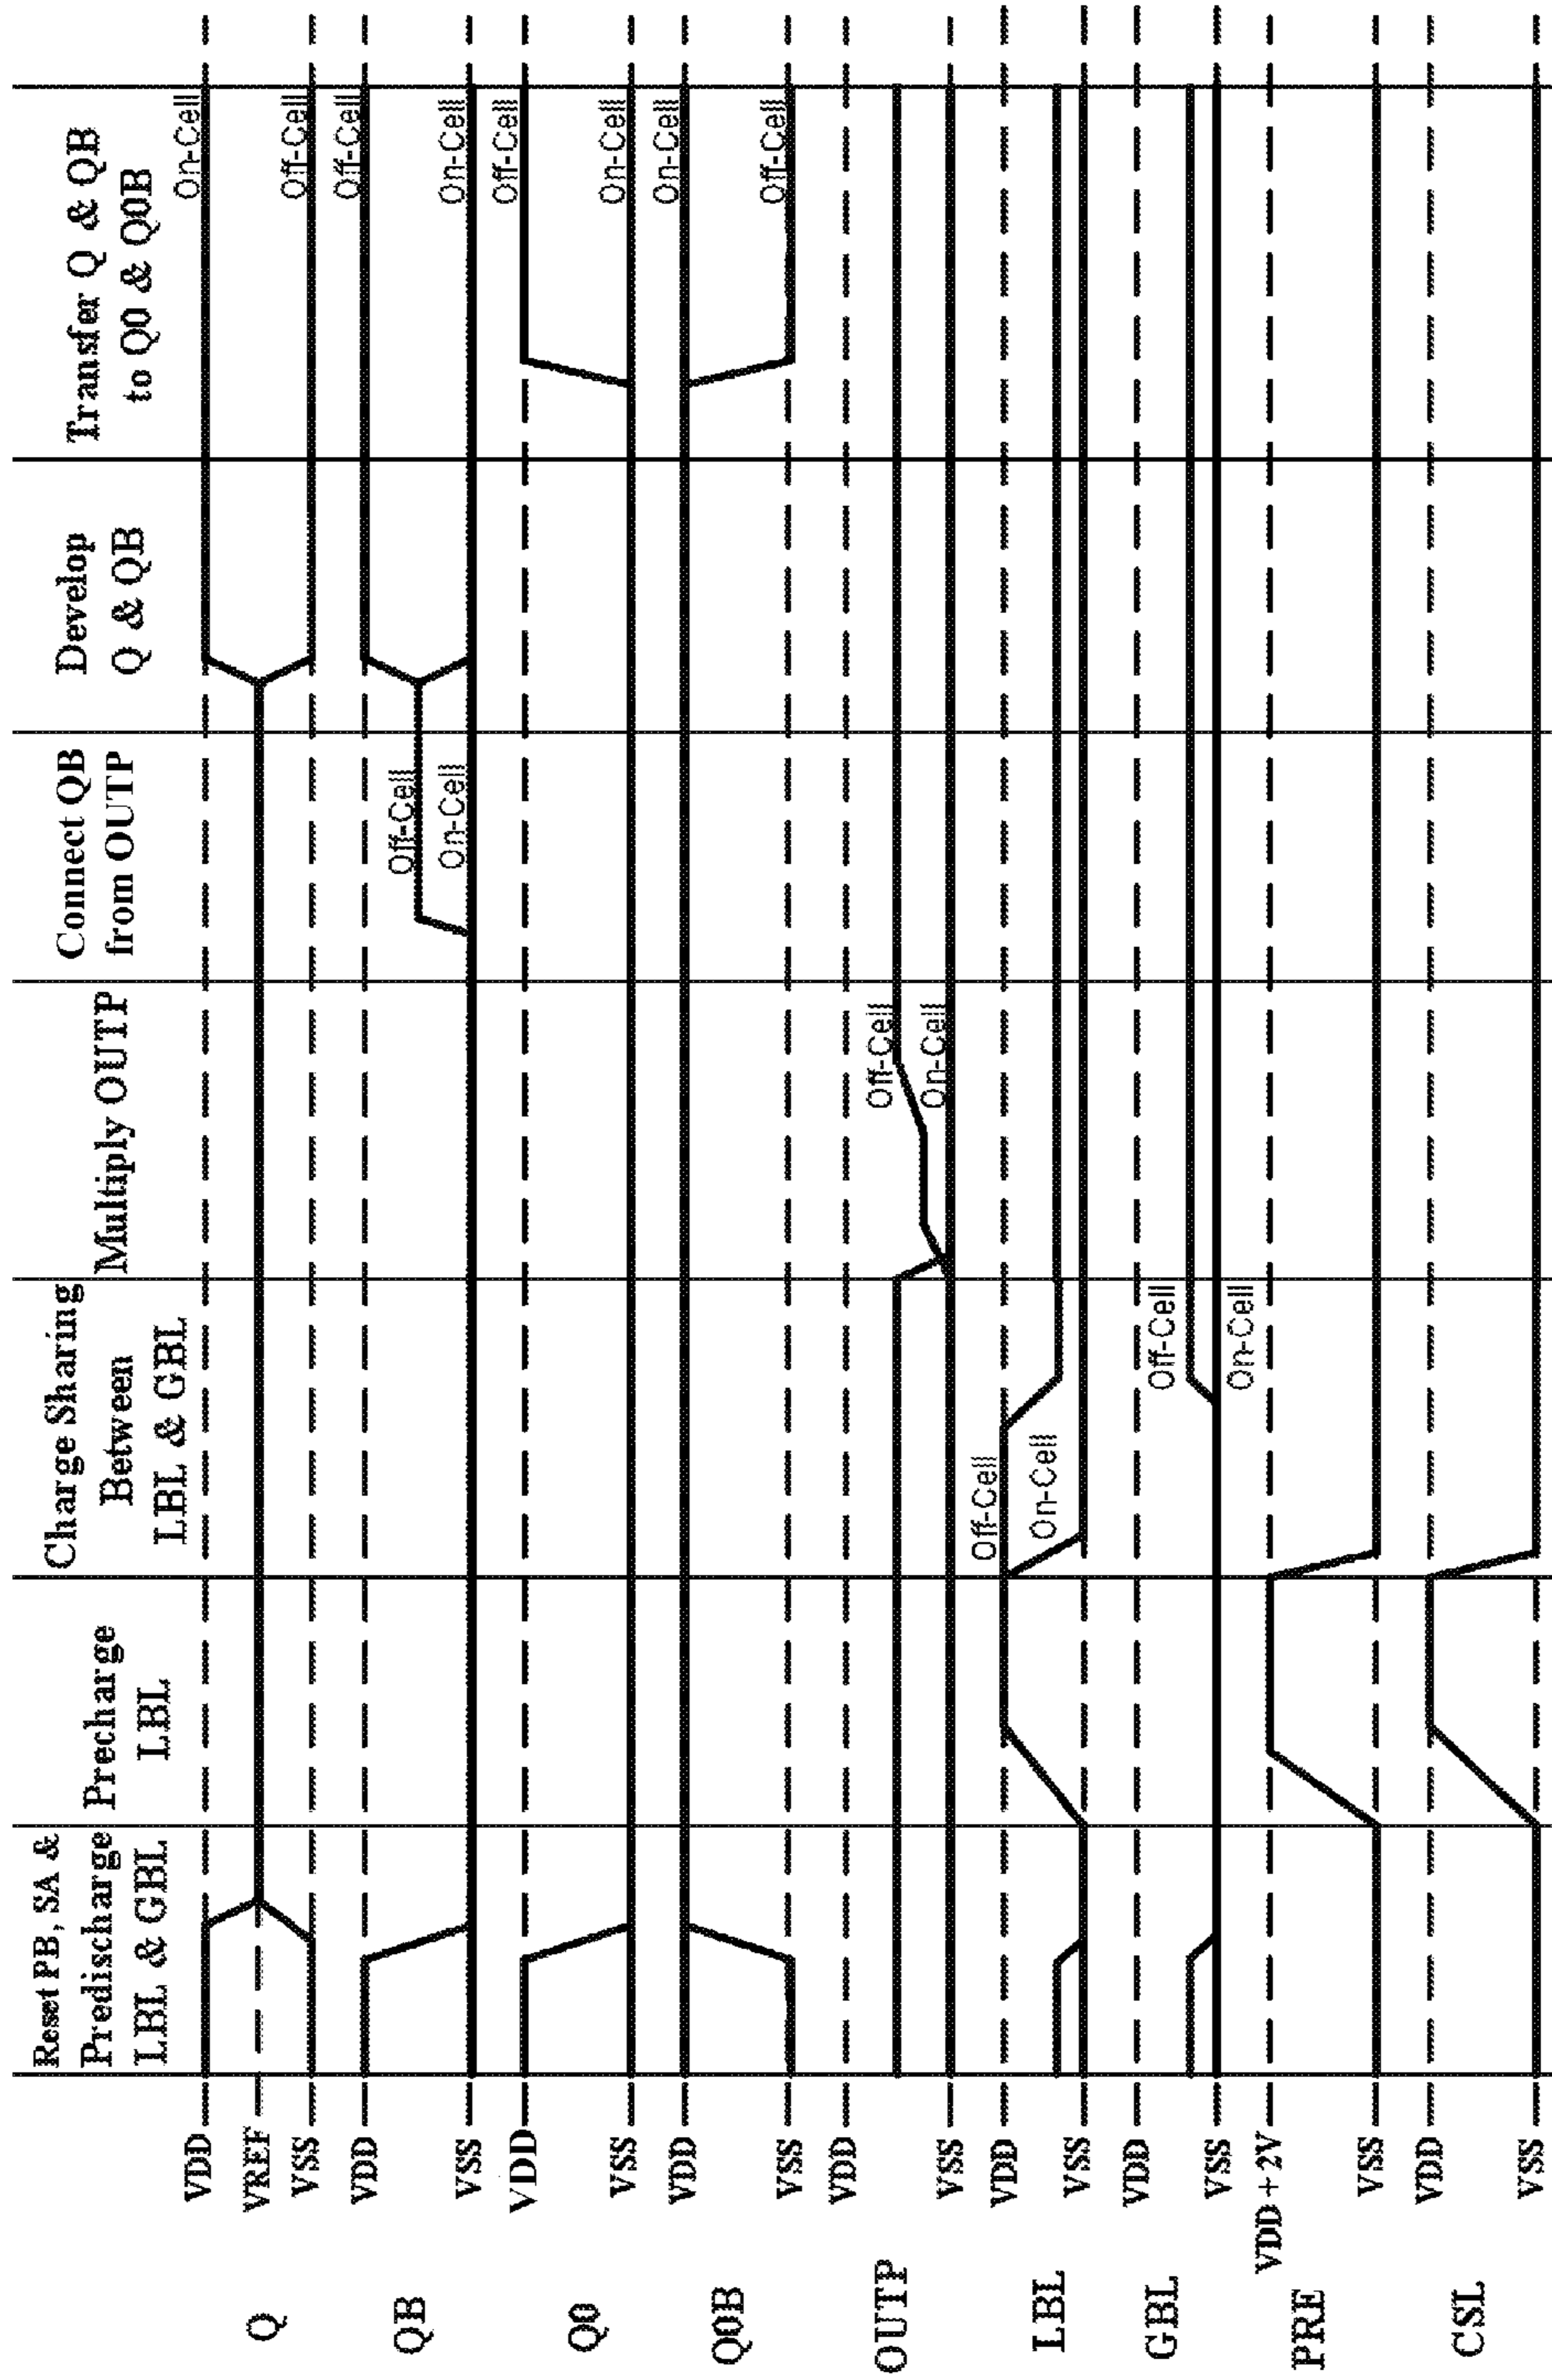 Reset PB, SA &
Predischarge
LBL & GBL
Precharge
LBL
Charge Sharing
Between
LBL & GBL
Multiply OUTP
Connect QB
from OUTP
Develop
Q & QB
Transfer Q & QB
to Q0 & Q0B
Q
VDD
VREF
VSS
On-Cell
Off-Cell
QB
VDD
VSS
Off-Cell
On-Cell
Off-Cell
On-Cell
Q0
VDD
VSS
Off-Cell
On-Cell
Q0B
VDD
VSS
On-Cell
Off-Cell
OUTP
VDD
VSS
Off-Cell
On-Cell
LBL
VDD
VSS
Off-Cell
On-Cell
GBL
VDD
VSS
Off-Cell
On-Cell
PRE
VDD + 2V
VSS
CSL
VDD
VSS